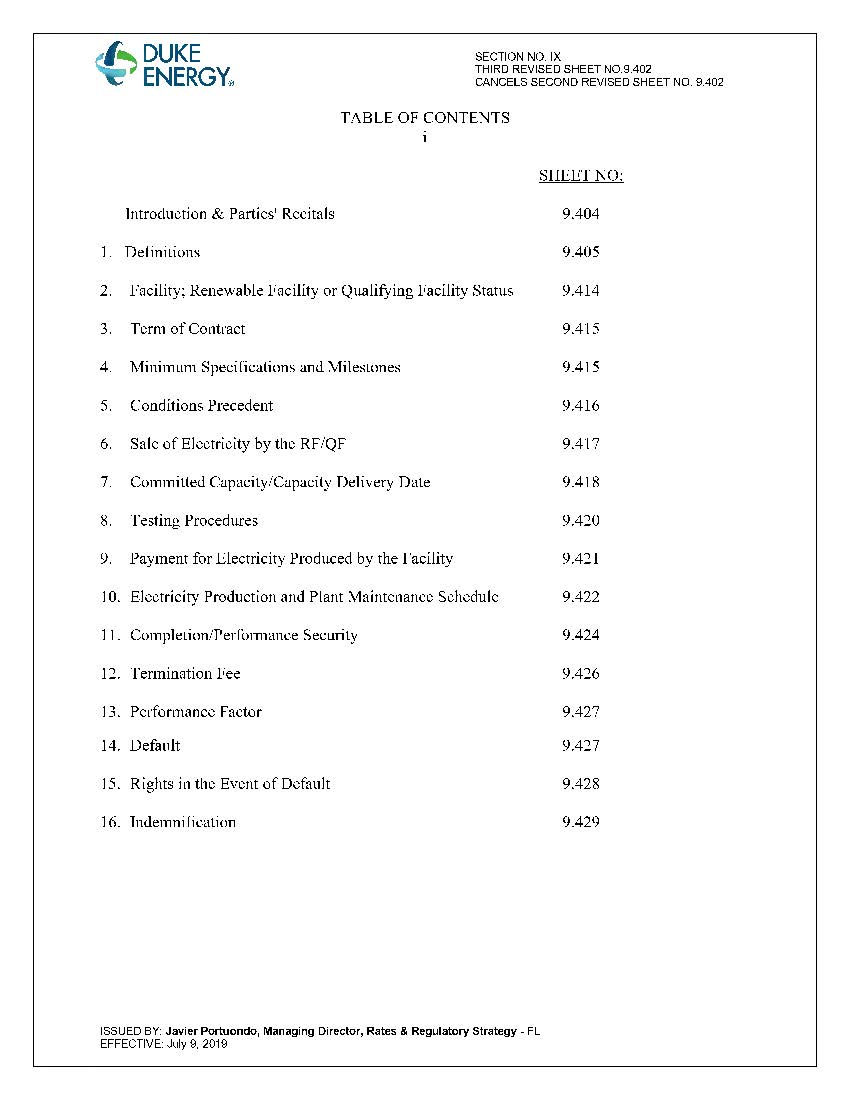 DUKE
ENERGY®
SECTION NO. IX
THIRD REVISED SHEET NO.9.402
CANCELS SECOND REVISED SHEET NO. 9.402
TABLE OF CONTENTS
i
SHEET NO:
Introduction & Parties' Recitals 9.404
1. Definitions 9.405
2. Facility; Renewable Facility or Qualifying Facility Status 9.414
3. Term of Contract 9.415
4. Minimum Specifications and Milestones 9.415
5. Conditions Precedent 9.416
6. Sale of Electricity by the RF/QF 9.417
7. Committed Capacity/Capacity Delivery Date 9.418
8. Testing Procedures 9.420
9. Payment for Electricity Produced by the Facility 9.421
10. Electricity Production and Plant Maintenance Schedule 9.422
11. Completion/Performance Security 9.424
12. Termination Fee 9.426
13. Performance Factor 9.427
14. Default 9.427
15. Rights in the Event of Default 9.428
16. Indemnification 9.429
ISSUED BY: Javier Portuondo, Managing Director, Rates & Regulatory Strategy - FL
EFFECTIVE: July 9, 2019